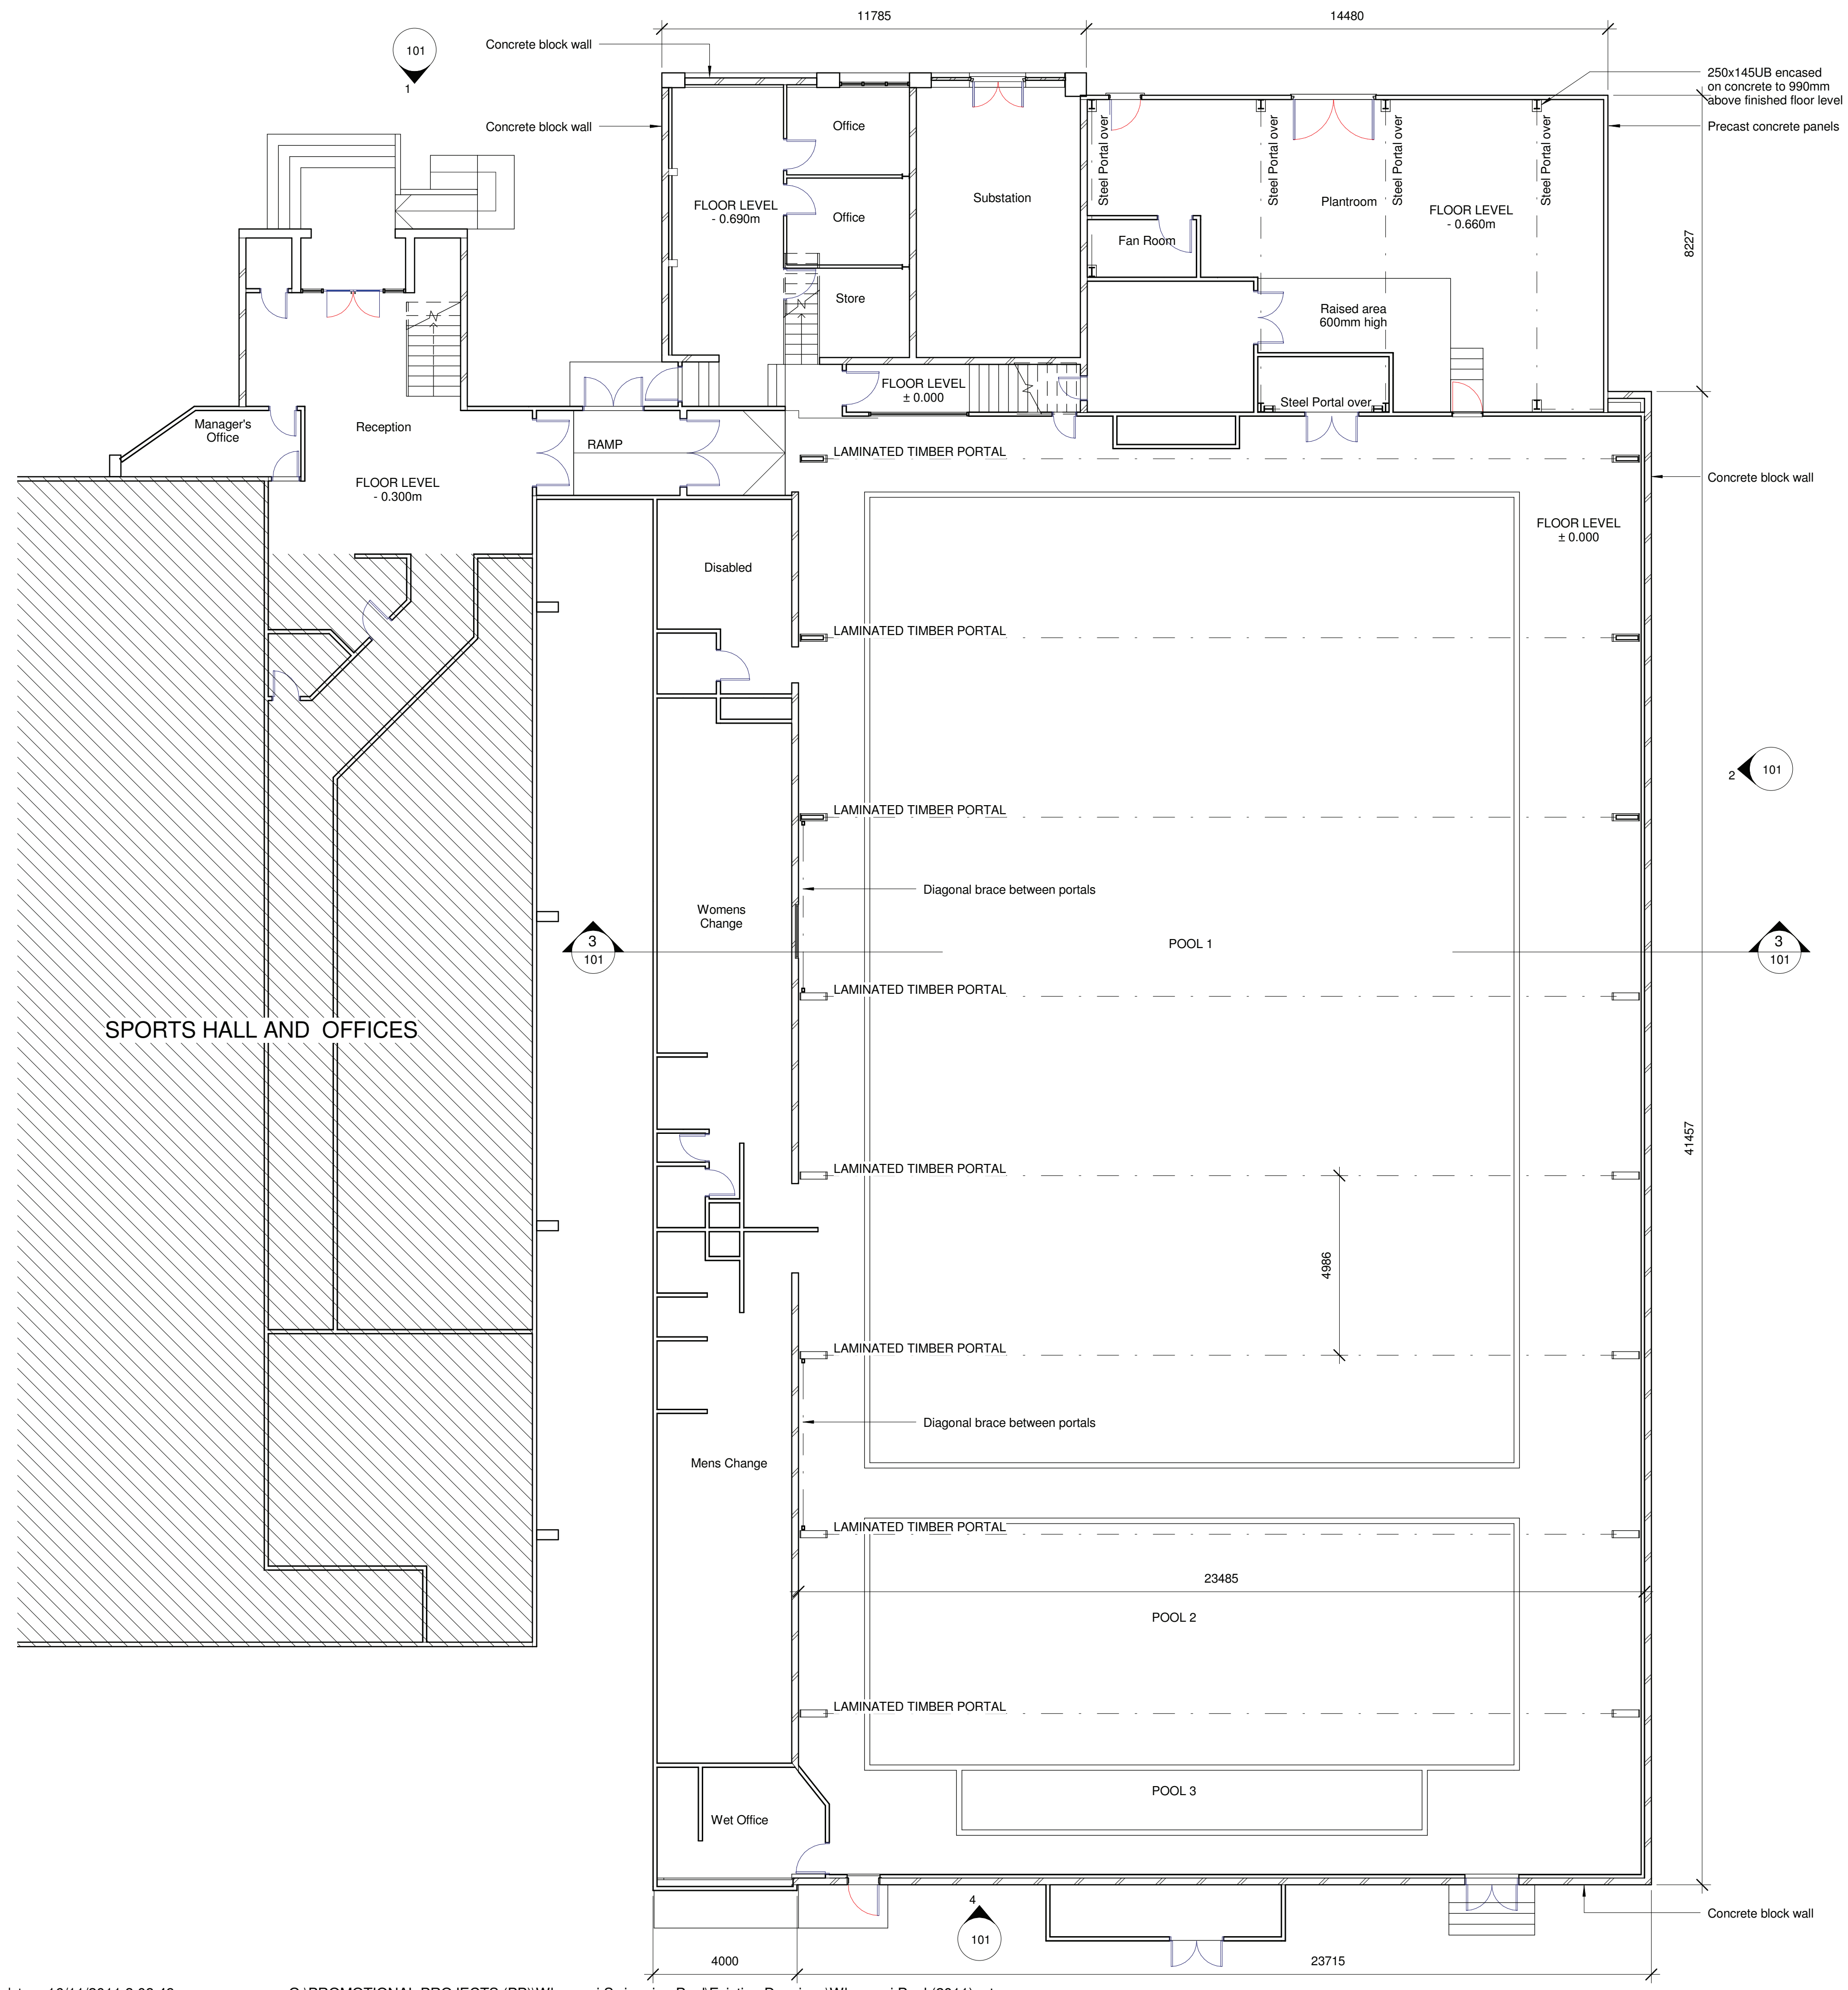 11785
14480
101
1
Concrete block wall
250x145UB encased
on concrete to 990mm
above finished floor level
Concrete block wall
Precast concrete panels
Office
Steel Portal over
Steel Portal over
Steel Portal over
Steel Portal over
Substation
Plantroom
FLOOR LEVEL
- 0.690m
Office
FLOOR LEVEL
- 0.660m
Fan Room
8227
Store
Raised area
600mm high
N
N
FLOOR LEVEL
± 0.000
N
Steel Portal over
Manager's
Office
Reception
RAMP
LAMINATED TIMBER PORTAL
FLOOR LEVEL
- 0.300m
Concrete block wall
FLOOR LEVEL
± 0.000
Disabled
LAMINATED TIMBER PORTAL
2
101
LAMINATED TIMBER PORTAL
Diagonal brace between portals
Womens
Change
3
101
POOL 1
3
101
LAMINATED TIMBER PORTAL
SPORTS HALL AND OFFICES
41457
LAMINATED TIMBER PORTAL
4986
LAMINATED TIMBER PORTAL
Diagonal brace between portals
Mens Change
LAMINATED TIMBER PORTAL
23485
POOL 2
LAMINATED TIMBER PORTAL
POOL 3
Wet Office
4
101
Concrete block wall
4000
23715